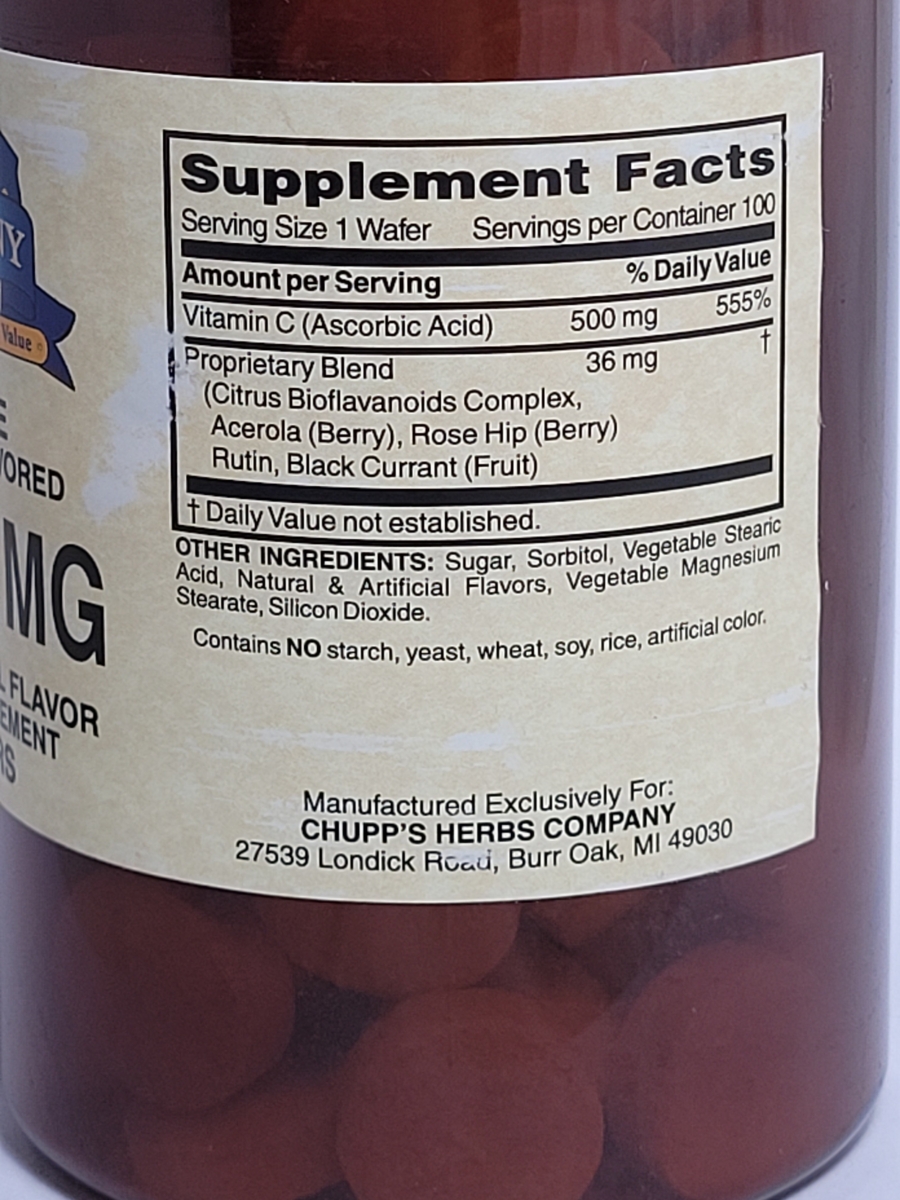 NY
Value
E
VORED
MG
L FLAVOR
EMENT
RS
Supplement Facts
Serving Size 1 Wafer Servings per Container 100
Amount per Serving % Daily Value
Vitamin C (Ascorbic Acid) 500 mg 555%
Proprietary Blend 36 mg †
(Citrus Bioflavanoids Complex,
Acerola (Berry), Rose Hip (Berry)
Rutin, Black Currant (Fruit)
† Daily Value not established.
OTHER INGREDIENTS: Sugar, Sorbitol, Vegetable Stearic
Acid, Natural & Artificial Flavors, Vegetable Magnesium
Stearate, Silicon Dioxide.
Contains NO starch, yeast, wheat, soy, rice, artificial color.
Manufactured Exclusively For:
CHUPP'S HERBS COMPANY
27539 Londick Road, Burr Oak, MI 49030